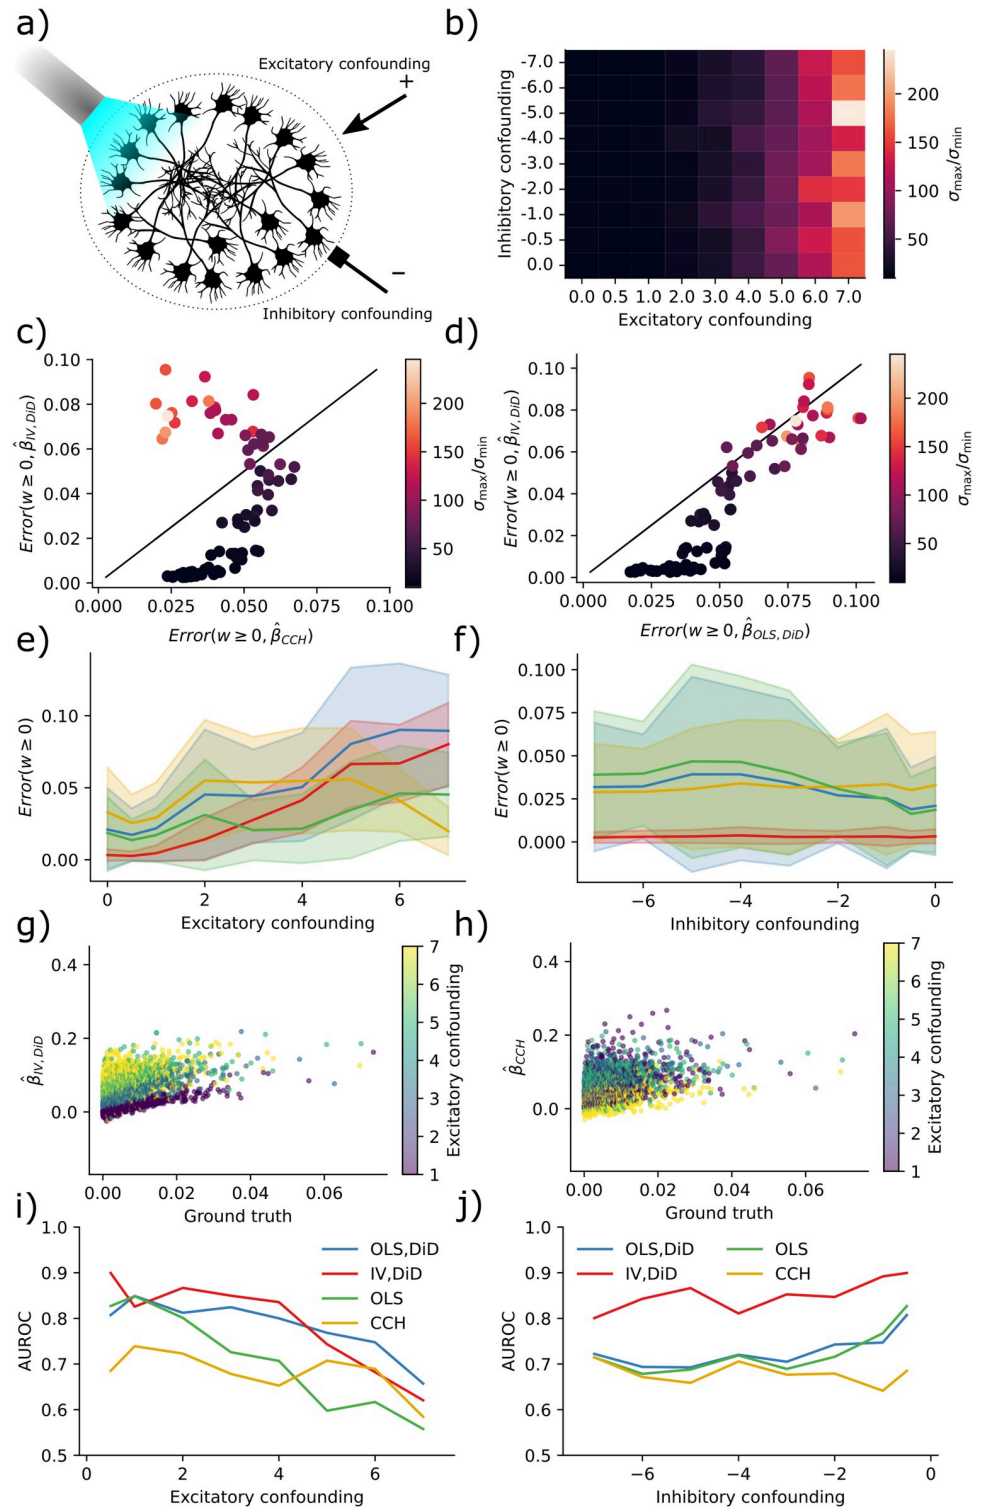 a)
Excitatory confounding
+
−
Inhibitory confounding
b)
Inhibitory confounding
-7.0
-6.0
-5.0
-4.0
-3.0
-2.0
-1.0
-0.5
0.0
0.0 0.5 1.0 2.0 3.0 4.0 5.0 6.0 7.0
Excitatory confounding
200
150
100
50
σmax/σmin
c)
Error(w ≥ 0, β̂IV,DiD)
0.10
0.08
0.06
0.04
0.02
0.00
0.000 0.025 0.050 0.075 0.100
Error(w ≥ 0, β̂CCH)
200
150
100
50
σmax/σmin
d)
Error(w ≥ 0, β̂IV,DiD)
0.10
0.08
0.06
0.04
0.02
0.00
0.000 0.025 0.050 0.075 0.100
Error(w ≥ 0, β̂OLS,DiD)
200
150
100
50
σmax/σmin
e)
Error(w ≥ 0)
0.10
0.05
0.00
0 2 4 6
Excitatory confounding
f)
Error(w ≥ 0)
0.100
0.075
0.050
0.025
0.000
−6 −4 −2 0
Inhibitory confounding
g)
β̂IV,DiD
0.4
0.2
0.0
0.00 0.02 0.04 0.06
Ground truth
7
6
5
4
3
2
1
Excitatory confounding
h)
β̂CCH
0.4
0.2
0.0
0.00 0.02 0.04 0.06
Ground truth
7
6
5
4
3
2
1
Excitatory confounding
i)
AUROC
1.0
0.9
0.8
0.7
0.6
0.5
0 2 4 6
Excitatory confounding
OLS,DiD
IV,DiD
OLS
CCH
j)
AUROC
1.0
0.9
0.8
0.7
0.6
0.5
−6 −4 −2 0
Inhibitory confounding
OLS,DiD OLS
IV,DiD CCH